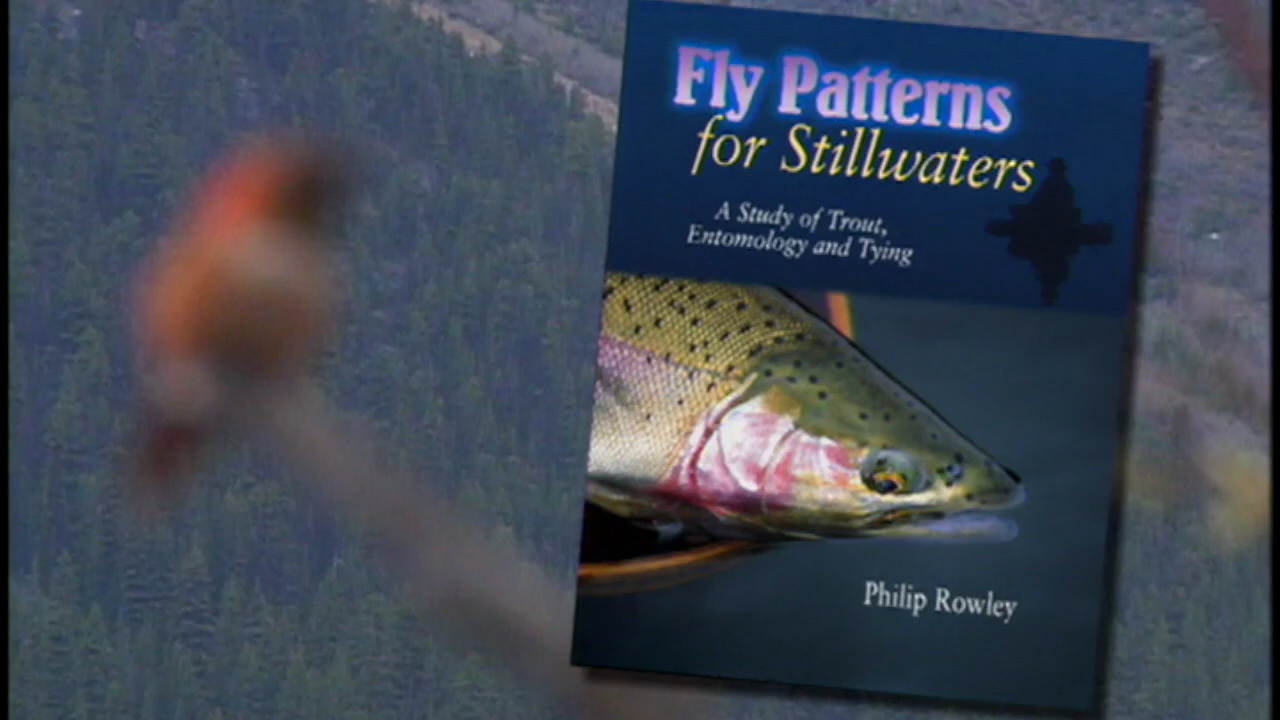 Fly Patterns
for Stillwaters
A Study of Trout,
Entomology and Tying
Philip Rowley